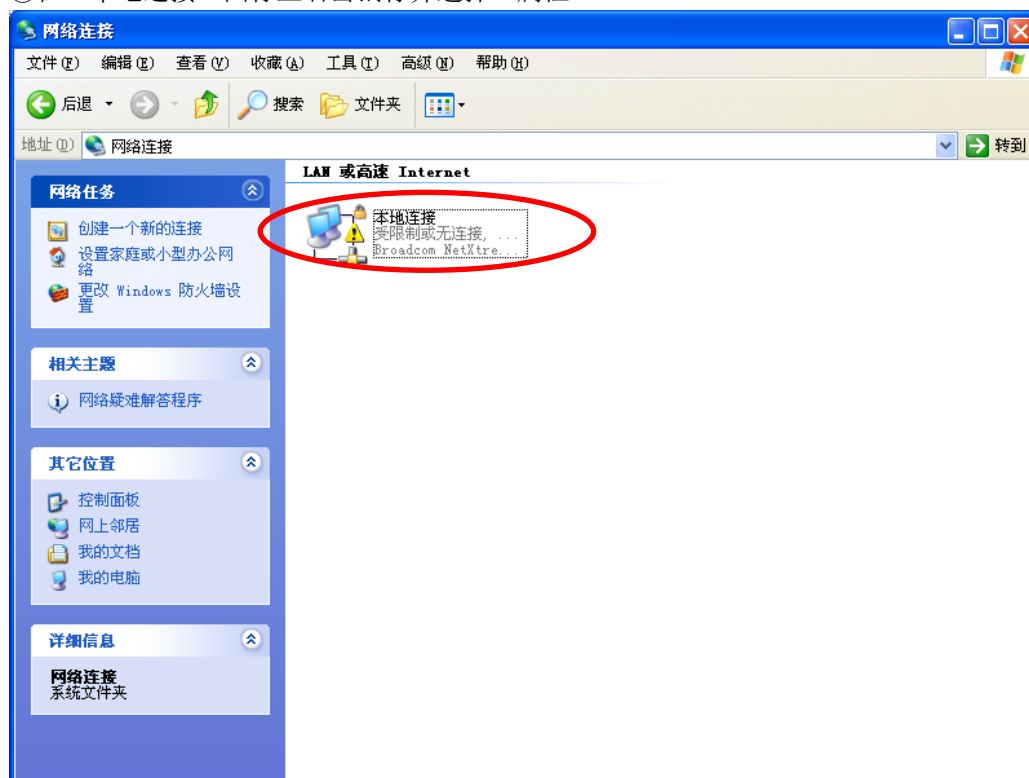 网络连接
文件(F) 编辑(E) 查看(V) 收藏(A) 工具(T) 高级(N) 帮助(H)
后退 搜索 文件夹
地址(D) 网络连接 转到
LAN 或高速 Internet
本地连接
受限制或无连接, ...
Broadcom NetXtre...
网络任务
创建一个新的连接
设置家庭或小型办公网
络
更改 Windows 防火墙设
置
相关主题
网络疑难解答程序
其它位置
控制面板
网上邻居
我的文档
我的电脑
详细信息
网络连接
系统文件夹